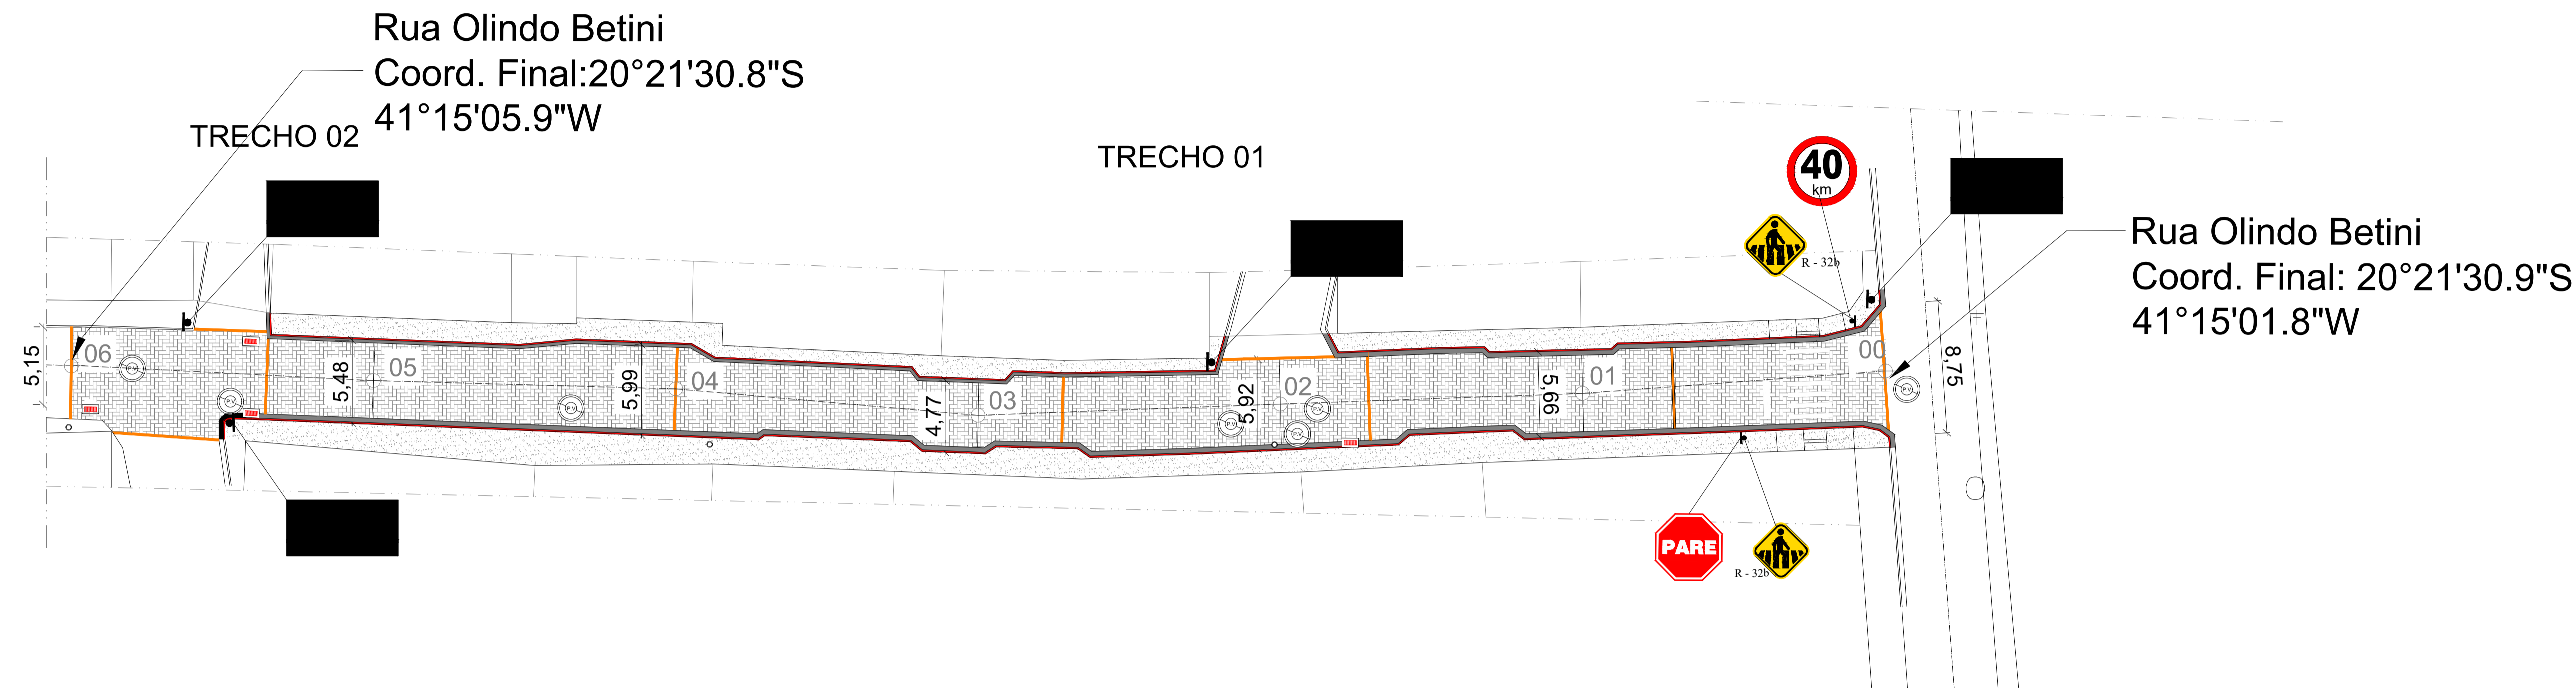 Rua Olindo Betini
Coord. Final:20°21'30.8"S
41°15'05.9"W
TRECHO 02
TRECHO 01
40
km
R - 32b
Rua Olindo Betini
Coord. Final: 20°21'30.9"S
41°15'01.8"W
5,15
06
P.V
P.V
5,48
05
P.V
5,99
04
4,77
03
P.V
5,92
02
P.V
P.V
5,66
01
00
P.V
8,75
PARE
R - 32b